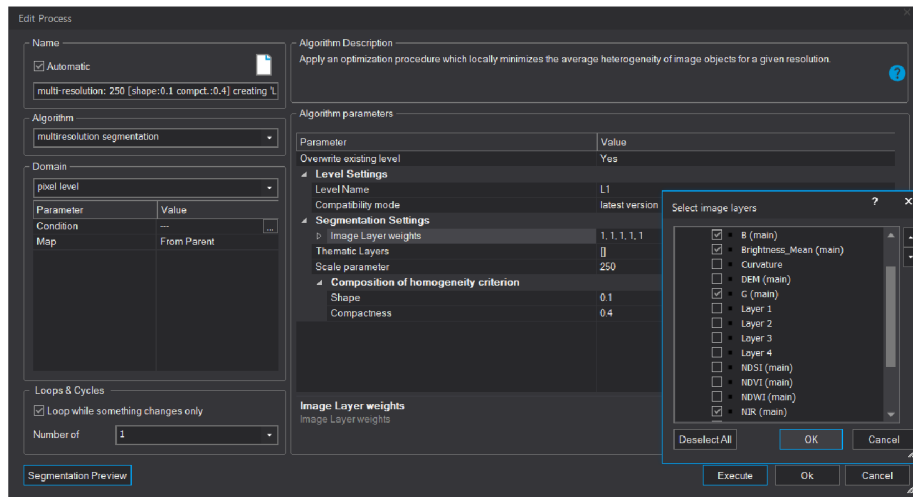 Edit Process
Name
Automatic
multi-resolution: 250 [shape:0.1 compct.:0.4] creating 'L
Algorithm
multiresolution segmentation
Domain
pixel level
Parameter Value
Condition ---
...
Map From Parent
Loops & Cycles
Loop while something changes only
Number of 1
Segmentation Preview
Algorithm Description
Apply an optimization procedure which locally minimizes the average heterogeneity of image objects for a given resolution.
?
Algorithm parameters
Parameter Value
Overwrite existing level Yes
Level Settings
Level Name L1
Compatibility mode latest version
Segmentation Settings
Image Layer weights 1, 1, 1, 1, 1
Thematic Layers []
Scale parameter 250
Composition of homogeneity criterion
Shape 0.1
Compactness 0.4
Image Layer weights
Image Layer weights
Select image layers ? X
B (main)
Brightness_Mean (main)
Curvature
DEM (main)
G (main)
Layer 1
Layer 2
Layer 3
Layer 4
NDSI (main)
NDVI (main)
NDWI (main)
NIR (main)
Deselect All OK Cancel
Execute Ok Cancel